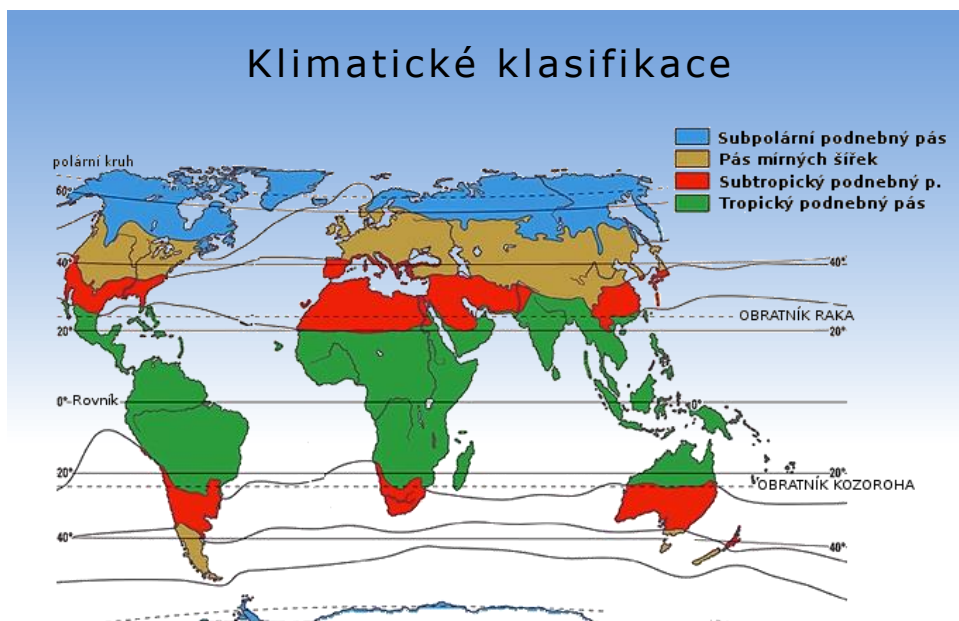 Klimatické klasifikace
Subpolární podnebný pás
Pás mírných šířek
Subtropický podnebný p.
Tropický podnebný pás
polární kruh
60°
40°
40°
OBRATNÍK RAKA
20°
20°
0°
Rovník
0°
20°
20°
OBRATNÍK KOZOROHA
40°
40°